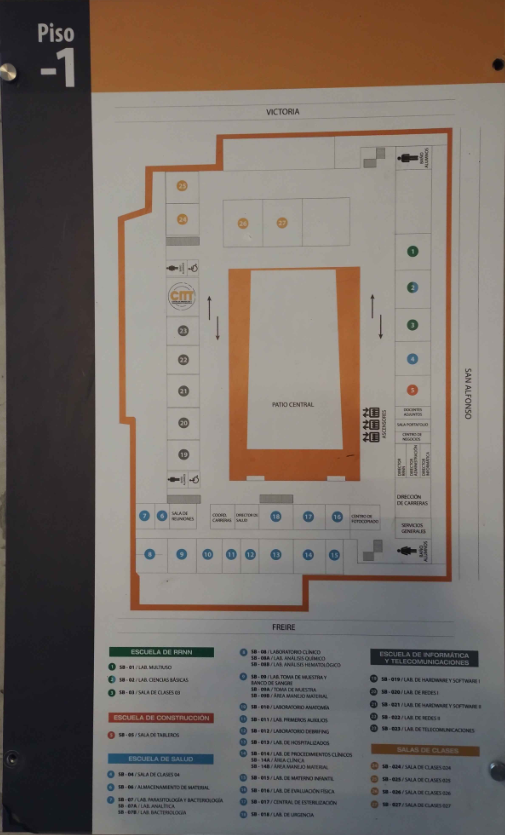 Piso
-1
VICTORIA
BAÑO
ALUMNOS
25
24
26
27
1
2
3
4
5
cim
23
22
21
20
19
PATIO CENTRAL
ASCENSORES
SAN ALFONSO
DOCENTES
ADJUNTOS
SALA PORTAFOLIO
CENTRO DE
NEGOCIOS
DIRECCIÓN
DE CARRERAS
SERVICIOS
GENERALES
BAÑO
ALUMNOS
7
6
SALA DE
REUNIONES
COORD.
CARRERAS
DIRECTOR
SALUD
18
17
16
CENTRO DE
FOTOCOPIADO
8
9
10
11
12
13
14
15
FREIRE
ESCUELA DE RRNN
1 SB - 01 / LAB. MULTIUSO
2 SB - 02 / LAB. CIENCIAS BÁSICAS
3 SB - 03 / SALA DE CLASES 03
ESCUELA DE CONSTRUCCIÓN
5 SB - 05 / SALA DE TABLEROS
ESCUELA DE SALUD
4 SB - 04 / SALA DE CLASES 04
6 SB - 06 / ALMACENAMIENTO DE MATERIAL
7 SB - 07 / LAB. PARASITOLOGÍA Y BACTERIOLOGÍA
07A / LAB. ANALÍTICA
07B / LAB. BACTERIOLOGÍA
8 SB - 08 / LABORATORIO CLÍNICO
SB - 08A / LAB. ANÁLISIS QUÍMICO
SB - 08B / LAB. ANÁLISIS HEMATOLÓGICO
9 SB - 09 / LAB. TOMA DE MUESTRA Y
BANCO DE SANGRE
SB - 09A / TOMA DE MUESTRA
SB - 09B / ÁREA MANEJO MATERIAL
10 SB - 010 / LABORATORIO ANATOMÍA
11 SB - 011 / LAB. PRIMEROS AUXILIOS
12 SB - 012 / LABORATORIO DEBRIFING
13 SB - 013 / LAB. DE HOSPITALIZADOS
14 SB - 014 / LAB. DE PROCEDIMIENTOS CLÍNICOS
SB - 14A / ÁREA CLÍNICA
SB - 14B / ÁREA MANEJO MATERIAL
15 SB - 015 / LAB. DE MATERNO INFANTIL
16 SB - 016 / LAB. DE EVALUACIÓN FÍSICA
17 SB - 017 / CENTRAL DE ESTERILIZACIÓN
18 SB - 018 / LAB. DE URGENCIA
ESCUELA DE INFORMÁTICA
Y TELECOMUNICACIONES
19 SB - 019 / LAB. DE HARDWARE Y SOFTWARE I
20 SB - 020 / LAB. DE REDES I
21 SB - 021 / LAB. DE HARDWARE Y SOFTWARE II
22 SB - 022 / LAB. DE REDES II
23 SB - 023 / LAB. DE TELECOMUNICACIONES
SALAS DE CLASES
24 SB - 024 / SALA DE CLASES 024
25 SB - 025 / SALA DE CLASES 025
26 SB - 026 / SALA DE CLASES 026
27 SB - 027 / SALA DE CLASES 027